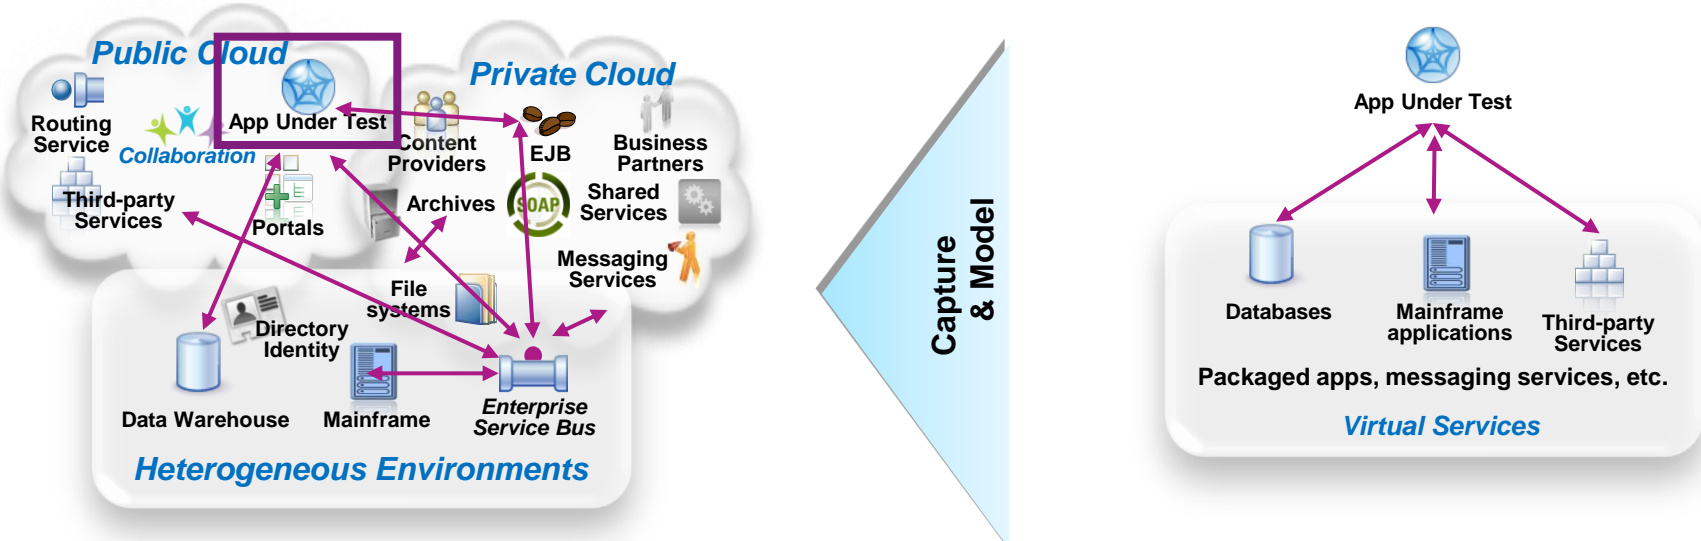 Public Cloud
Private Cloud
Routing
Service
Collaboration
App Under Test
Content
Providers
EJB
Business
Partners
Third-party
Services
Portals
Archives
SOAP
Shared
Services
Messaging
Services
File
systems
Directory
Identity
Data Warehouse
Mainframe
Enterprise
Service Bus
Heterogeneous Environments
Capture
& Model
App Under Test
Databases
Mainframe
applications
Third-party
Services
Packaged apps, messaging services, etc.
Virtual Services